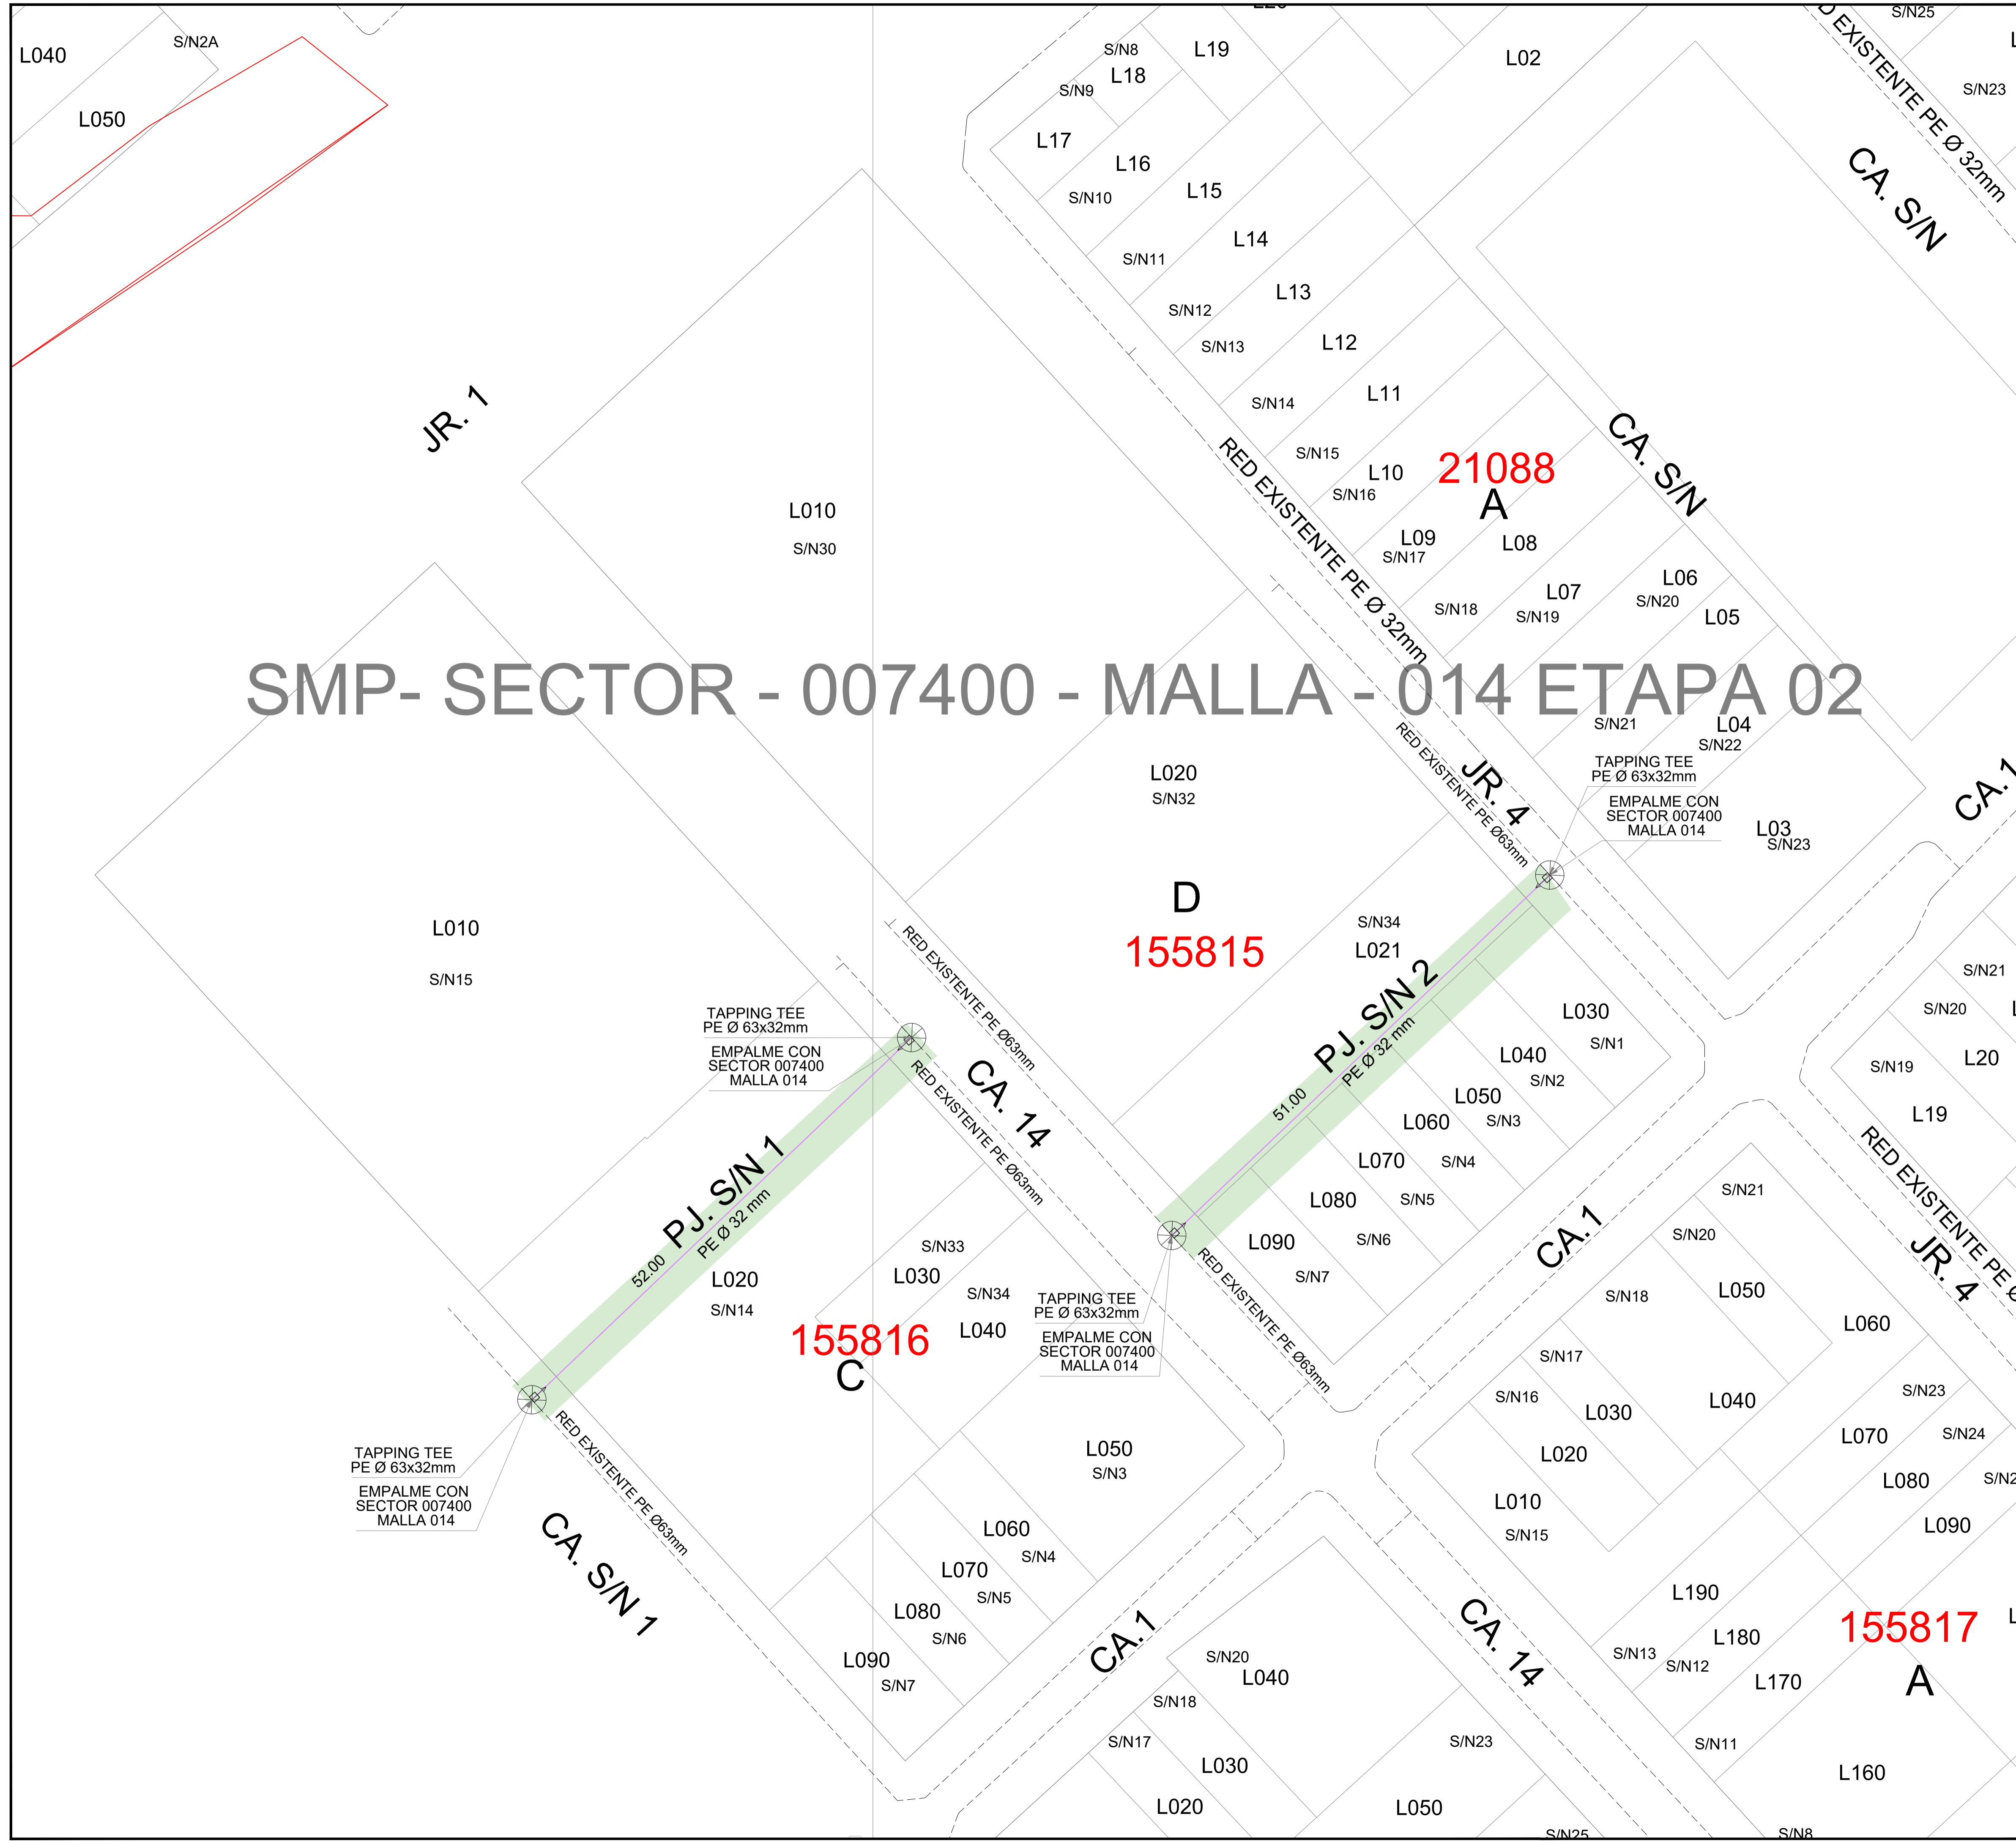 L040
S/N2A
L050
S/N8
L18
L19
S/N9
L17
L16
S/N10
L15
S/N11
L14
S/N12
L13
S/N13
L12
S/N14
L11
S/N15
L10
S/N16
L09
S/N17
L08
S/N18
L07
S/N19
L06
S/N20
L05
S/N21
L04
S/N22
L03
S/N23
L02
21088
A
S/N25
S/N23
RED EXISTENTE PE Ø 32mm
CA. S/N
CA. S/N
RED EXISTENTE PE Ø 32mm
JR. 1
L010
S/N30
SMP- SECTOR - 007400 - MALLA - 014 ETAPA 02
L020
S/N32
RED EXISTENTE PE Ø63mm
JR. 4
TAPPING TEE
PE Ø 63x32mm
EMPALME CON
SECTOR 007400
MALLA 014
CA.1
D
155815
S/N34
L021
PJ. S/N 2
PE Ø 32 mm
51.00
L030
S/N1
L040
S/N2
L050
S/N3
L060
S/N4
L070
S/N5
L080
S/N6
L090
S/N7
L010
S/N15
RED EXISTENTE PE Ø63mm
CA. 14
RED EXISTENTE PE Ø63mm
TAPPING TEE
PE Ø 63x32mm
EMPALME CON
SECTOR 007400
MALLA 014
PJ. S/N 1
PE Ø 32 mm
52.00
L020
S/N14
S/N33
L030
S/N34
L040
155816
C
TAPPING TEE
PE Ø 63x32mm
EMPALME CON
SECTOR 007400
MALLA 014
RED EXISTENTE PE Ø63mm
CA.1
TAPPING TEE
PE Ø 63x32mm
EMPALME CON
SECTOR 007400
MALLA 014
RED EXISTENTE PE Ø63mm
CA. S/N 1
L050
S/N3
L060
S/N4
L070
S/N5
L080
S/N6
L090
S/N7
CA.1
S/N21
S/N20
S/N19
L20
L19
RED EXISTENTE PE
JR. 4
S/N21
S/N20
S/N18
L050
L060
S/N17
S/N16
L030
L040
S/N23
L020
L070
S/N24
L010
S/N15
L080
L090
L190
155817
A
S/N13
L180
S/N12
L170
S/N11
L160
S/N8
CA. 14
S/N20
L040
S/N18
S/N17
L030
L020
S/N23
L050
S/N25